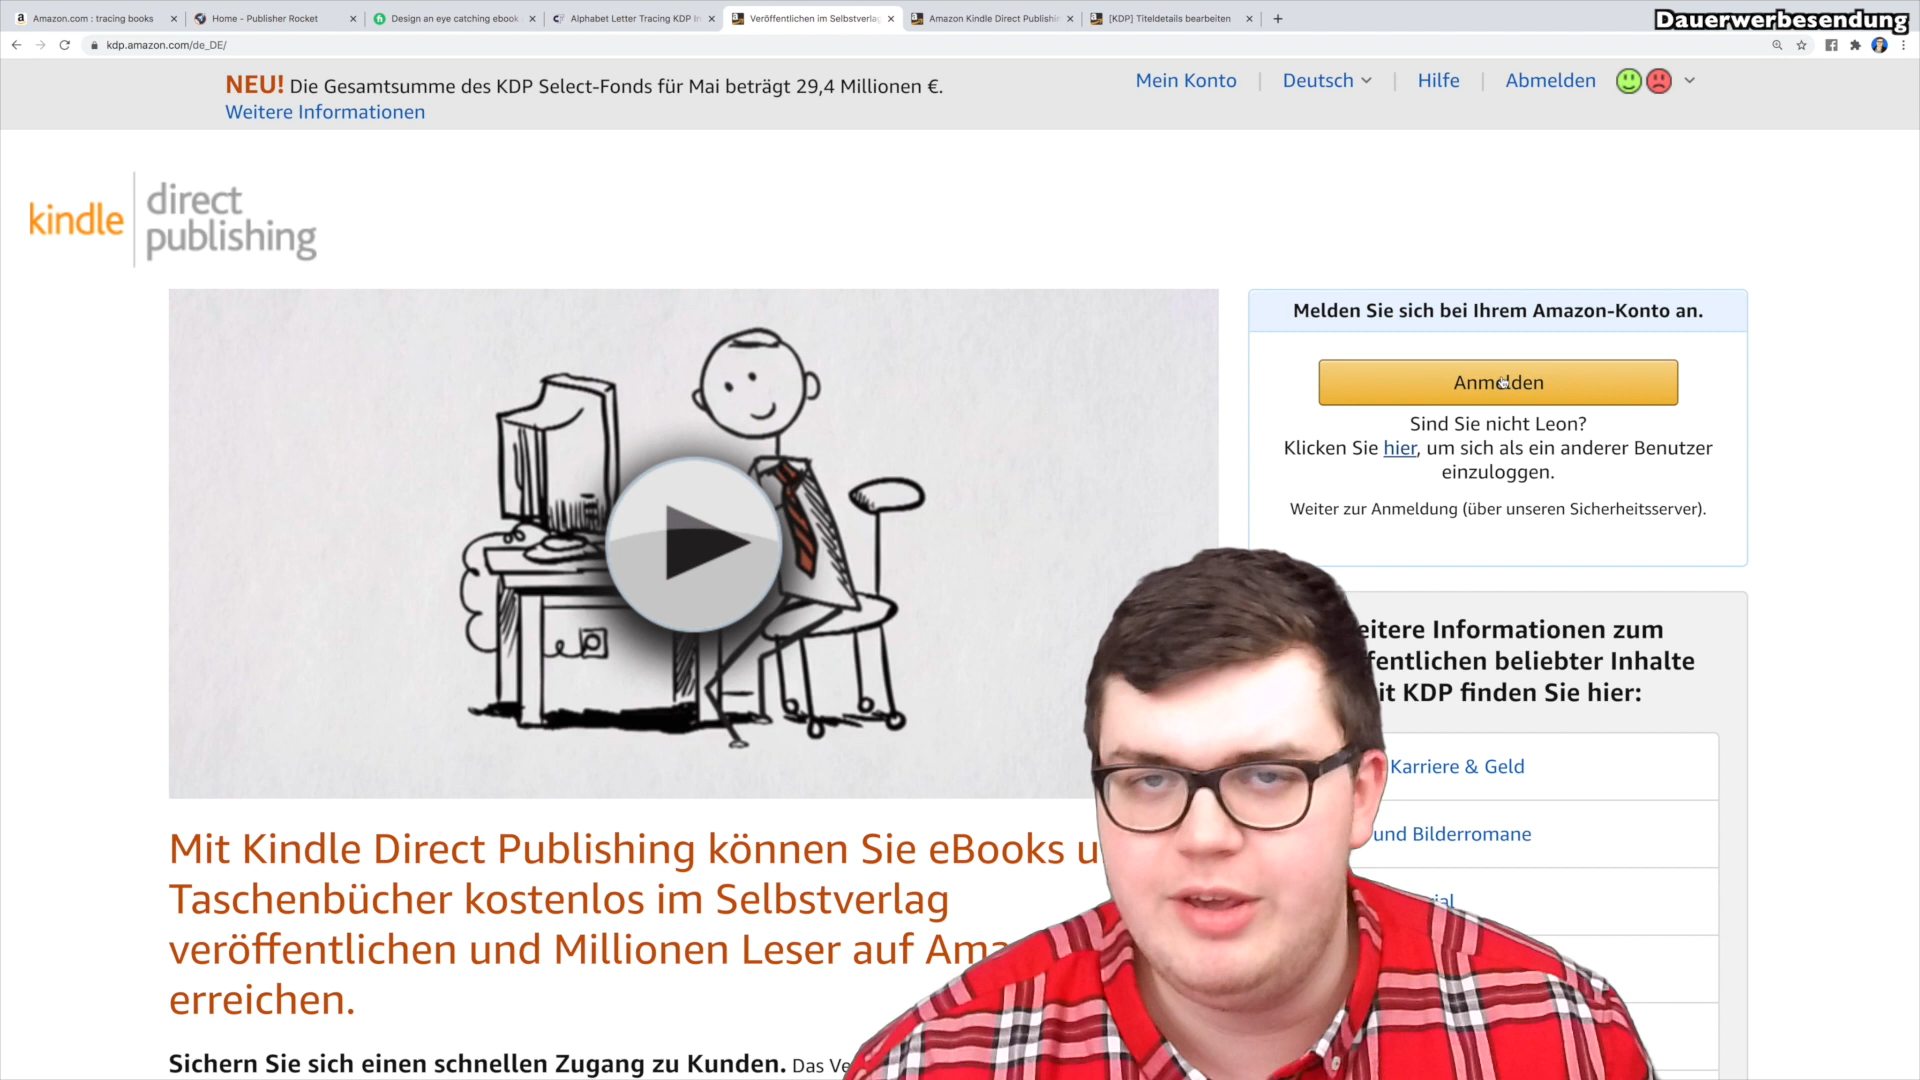 Amazon.com : tracing books
Home - Publisher Rocket
Design an eye catching ebook
Alphabet Letter Tracing KDP In
Veröffentlichen im Selbstverlag
Amazon Kindle Direct Publishin
[KDP] Titeldetails bearbeiten
Dauerwerbesendung
kdp.amazon.com/de_DE/
NEU! Die Gesamtsumme des KDP Select-Fonds für Mai beträgt 29,4 Millionen €.
Weitere Informationen
Mein Konto
Deutsch
Hilfe
Abmelden
kindle
direct
publishing
Melden Sie sich bei Ihrem Amazon-Konto an.
Anmelden
Sind Sie nicht Leon?
Klicken Sie hier, um sich als ein anderer Benutzer
einzuloggen.
Weiter zur Anmeldung (über unseren Sicherheitsserver).
eitere Informationen zum
fentlichen beliebter Inhalte
it KDP finden Sie hier:
Karriere & Geld
und Bilderromane
ial
Mit Kindle Direct Publishing können Sie eBooks u
Taschenbücher kostenlos im Selbstverlag
veröffentlichen und Millionen Leser auf Ama
erreichen.
Sichern Sie sich einen schnellen Zugang zu Kunden. Das Ve